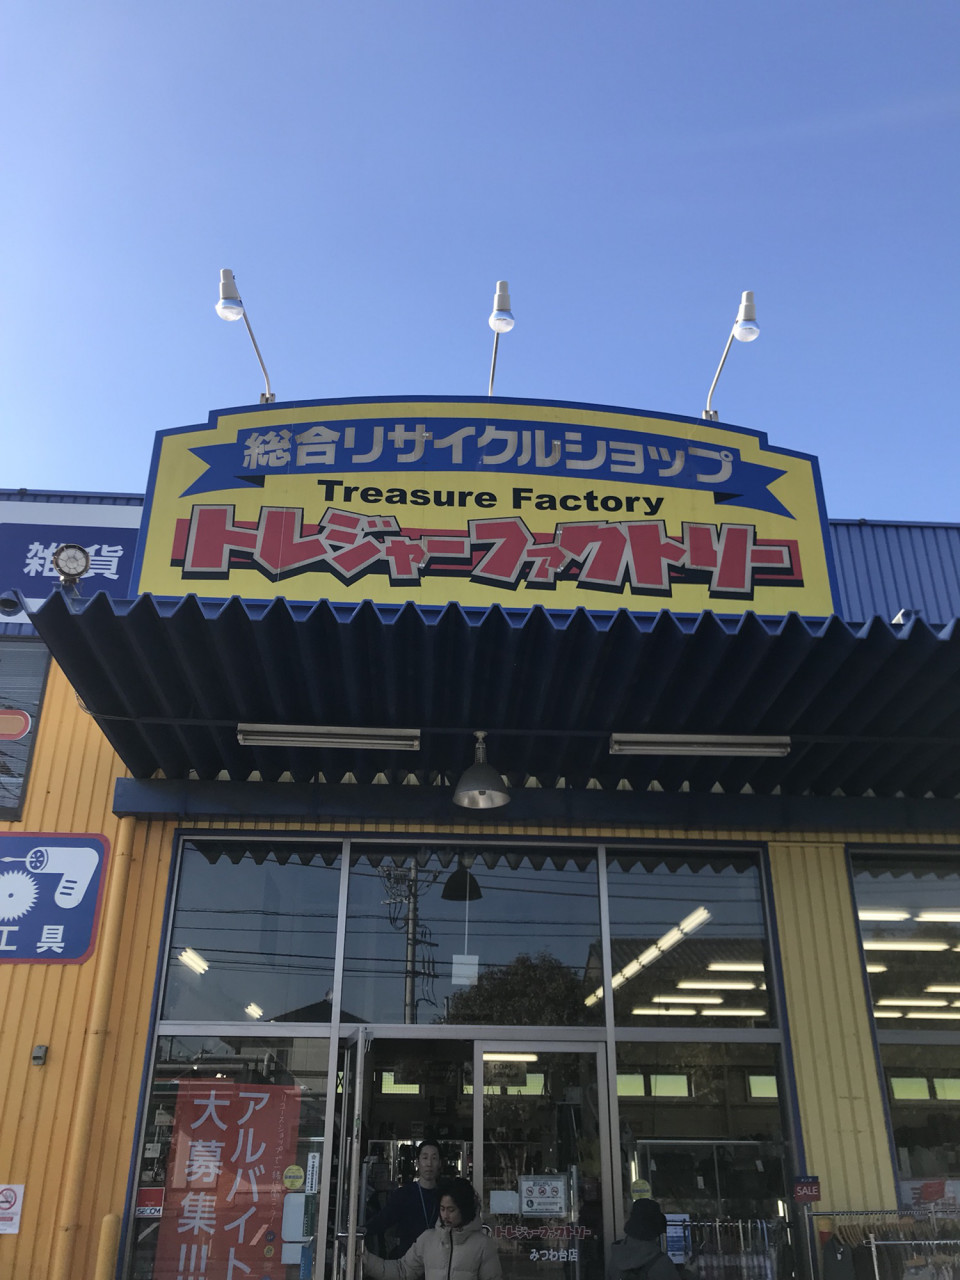 総合リサイクルショップ
Treasure Factory
トレジャーファクトリー
雑貨
工具
アルバイト
大募集!!!
SECOM
SALE
トレジャーファクトリー
みつわ台店